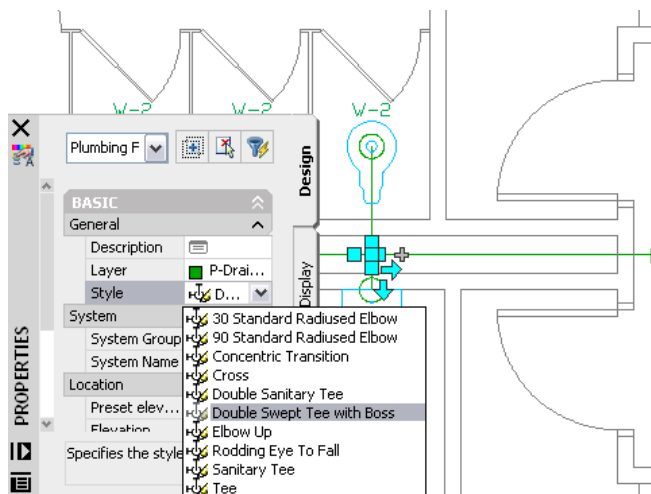 W-2 W-2 W-2
Plumbing F
Design
Display
PROPERTIES
BASIC
General
Description
Layer P-Drai...
Style D...
System
System Group
System Name
Location
Preset elev...
Elevation
Specifies the style
30 Standard Radiused Elbow
90 Standard Radiused Elbow
Concentric Transition
Cross
Double Sanitary Tee
Double Swept Tee with Boss
Elbow Up
Rodding Eye To Fall
Sanitary Tee
Tee